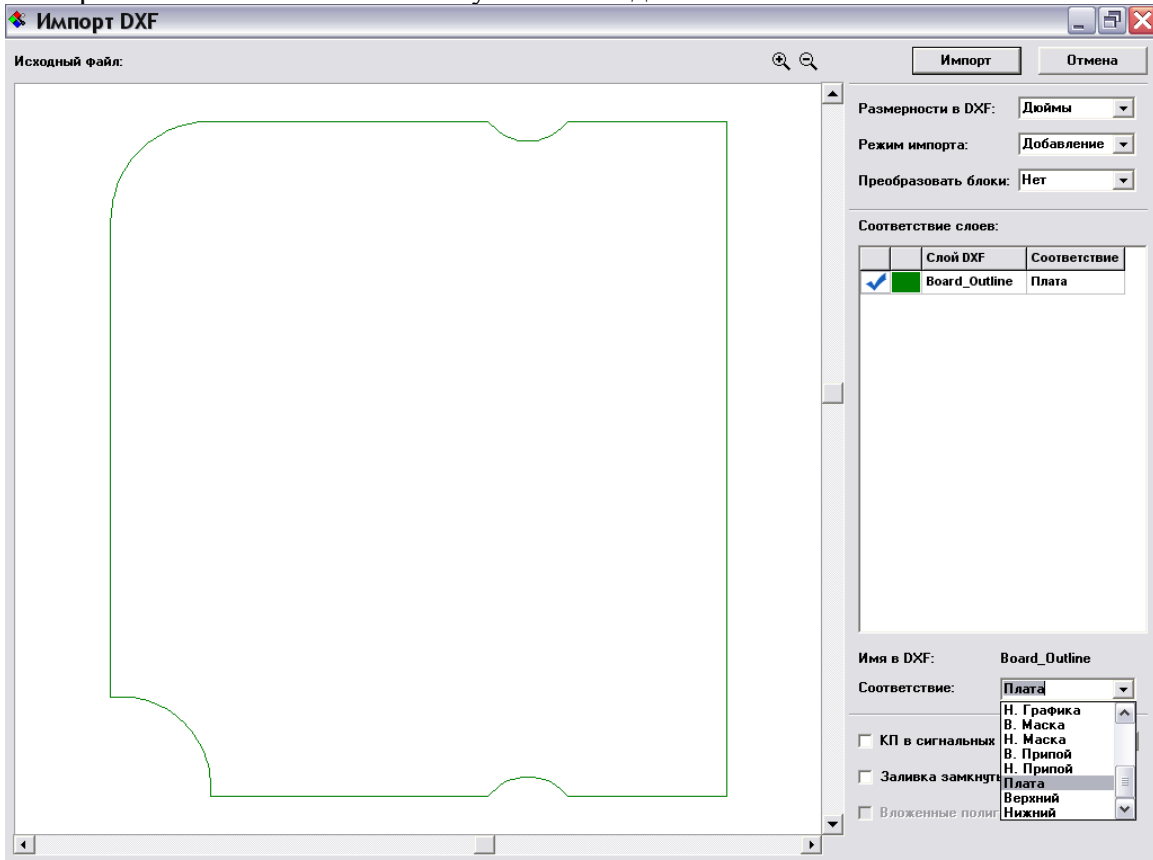 Импорт DXF
Исходный файл:
Импорт Отмена
Размерности в DXF: Дюймы
Режим импорта: Добавление
Преобразовать блоки: Нет
Соответствие слоев:
Слой DXF Соответствие
Board_Outline Плата
Имя в DXF: Board_Outline
Соответствие: Плата
Н. Графика
В. Маска
Н. Маска
В. Припой
Н. Припой
Плата
Верхний
Нижний
КП в сигнальных
Заливка замкнуты
Вложенные полиг